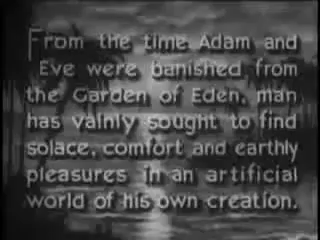 From the time Adam and
Eve were banished from
the Garden of Eden, man
has vainly sought to find
solace, comfort and earthly
pleasures in an artificial
world of his own creation.